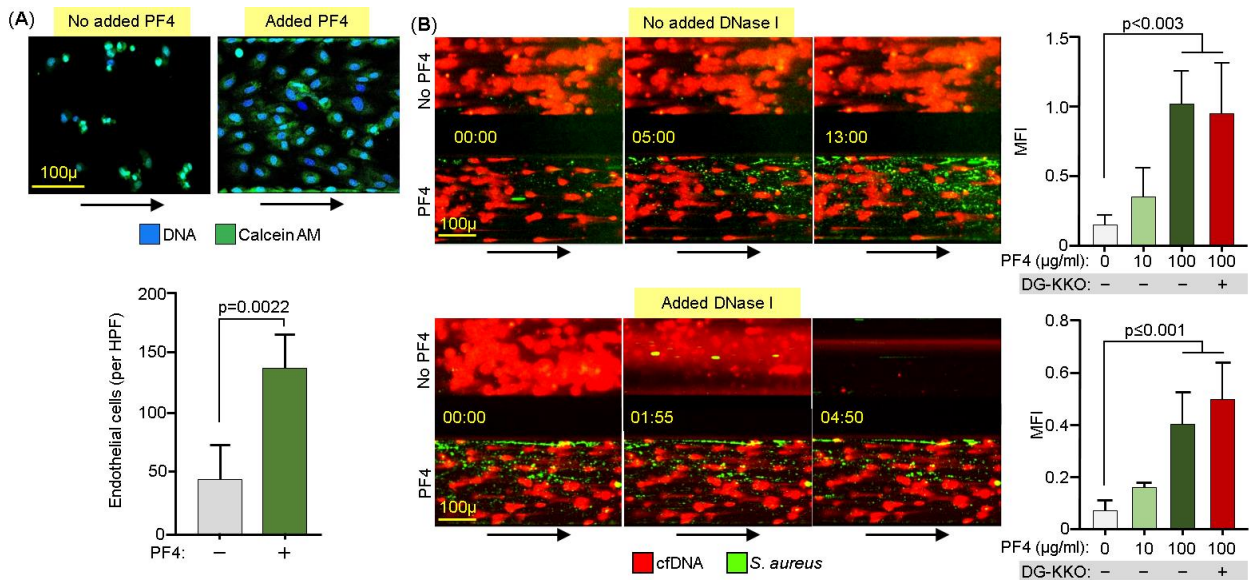 (A)
No added PF4
Added PF4
100μ
DNA
Calcein AM
Endothelial cells (per HPF)
200
150
100
50
0
p=0.0022
PF4:
–
+
(B)
No added DNase I
No PF4
00:00
05:00
13:00
PF4
100μ
p<0.003
MFI
1.5
1.0
0.5
0
PF4 (μg/ml): 0 10 100 100
DG-KKO: – – – +
Added DNase I
No PF4
00:00
01:55
04:50
PF4
100μ
cfDNA
S. aureus
p≤0.001
MFI
0.8
0.6
0.4
0.2
0
PF4 (μg/ml): 0 10 100 100
DG-KKO: – – – +